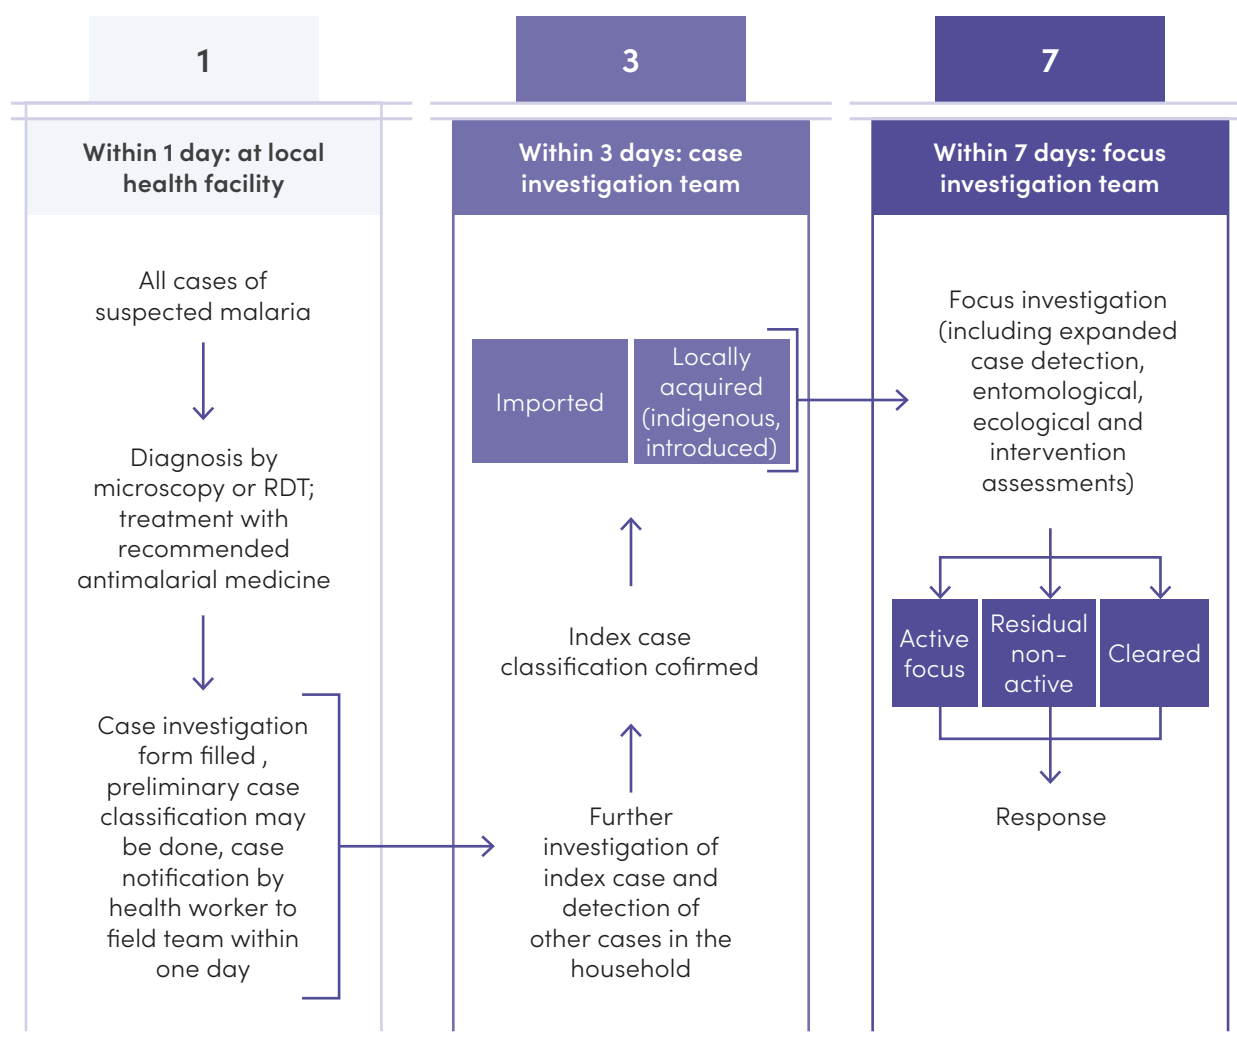 1
Within 1 day: at local
health facility
All cases of
suspected malaria
Diagnosis by
microscopy or RDT;
treatment with
recommended
antimalarial medicine
Case investigation
form filled ,
preliminary case
classification may
be done, case
notification by
health worker to
field team within
one day
3
Within 3 days: case
investigation team
Imported
Locally
acquired
(indigenous,
introduced)
Index case
classification cofirmed
Further
investigation of
index case and
detection of
other cases in the
household
7
Within 7 days: focus
investigation team
Focus investigation
(including expanded
case detection,
entomological,
ecological and
intervention
assessments)
Active
focus
Residual
non-
active
Cleared
Response